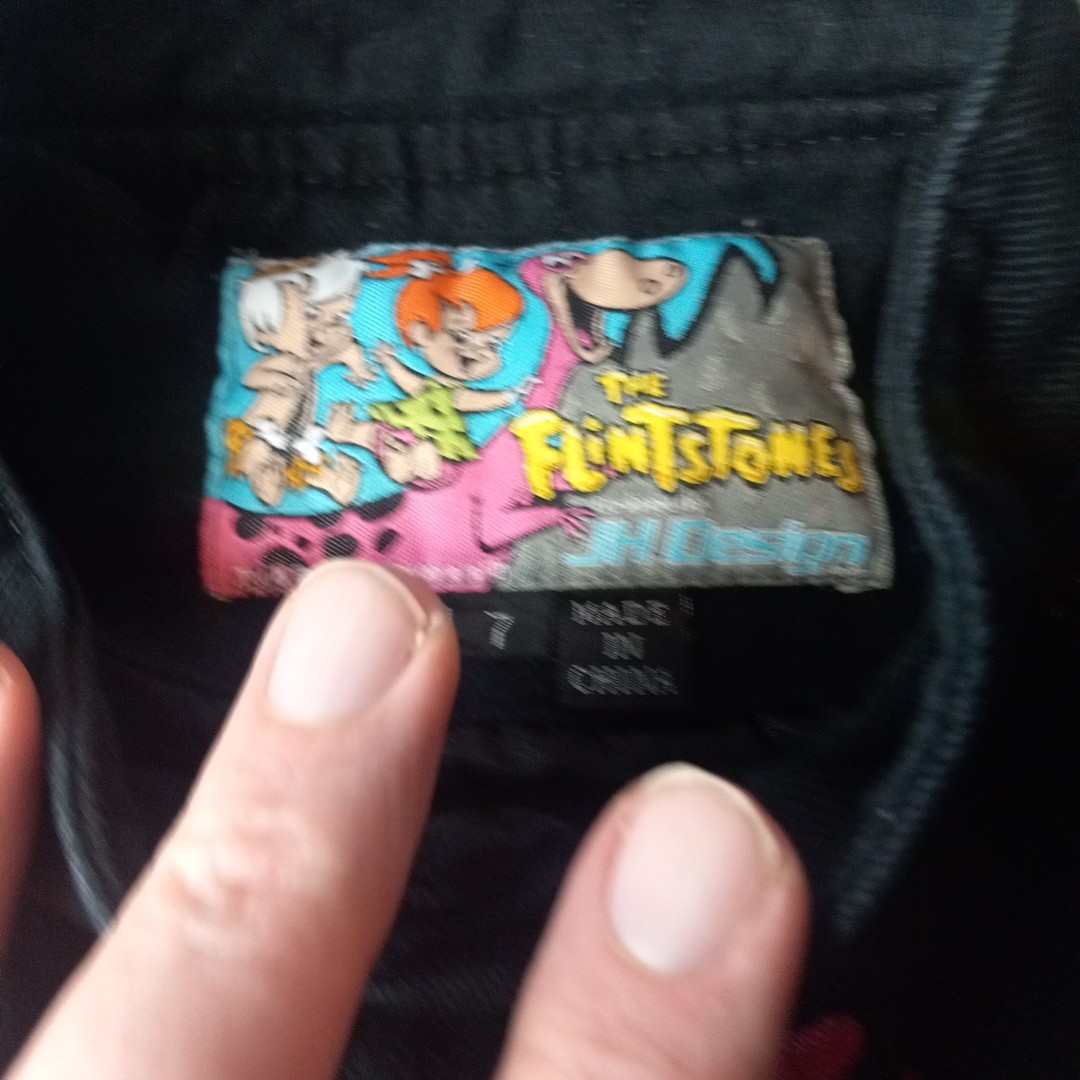 THE
FLINTSTONES
JH Design
7
MADE
IN
CHINA